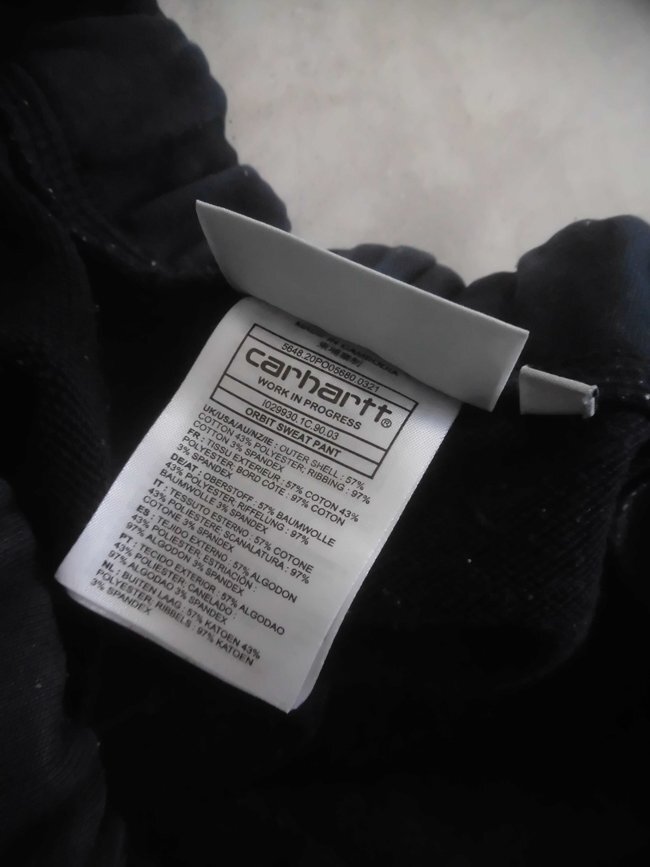 MADE IN CAMBODIA
5648.20PO05680.0321
carhartt®
WORK IN PROGRESS
I029930.1C.90.03
ORBIT SWEAT PANT
UK/USA/AU/NZ/IE : OUTER SHELL : 57%
COTTON 43% POLYESTER; RIBBING : 97%
COTTON 3% SPANDEX
FR : TISSU EXTERIEUR : 57% COTON 43%
POLYESTER; BORD CÔTE : 97% COTON
3% SPANDEX
DE/AT : OBERSTOFF : 57% BAUMWOLLE
43% POLYESTER RIFFELUNG : 97%
BAUMWOLLE 3% SPANDEX
IT : TESSUTO ESTERNO : 57% COTONE
43% POLIESTERE; SCANALATURA : 97%
COTONE 3% SPANDEX
ES : TEJIDO EXTERNO : 57% ALGODON
43% POLIESTER; ESTRIACIÓN :
97% ALGODON 3% SPANDEX
PT : TECIDO EXTERIOR : 57% ALGODAO
43% POLIESTER CANELADO :
97% ALGODAO 3% SPANDEX
NL : BUITEN LAAG : 57% KATOEN 43%
POLYESTER, RIBBELS : 97% KATOEN
3% SPANDEX